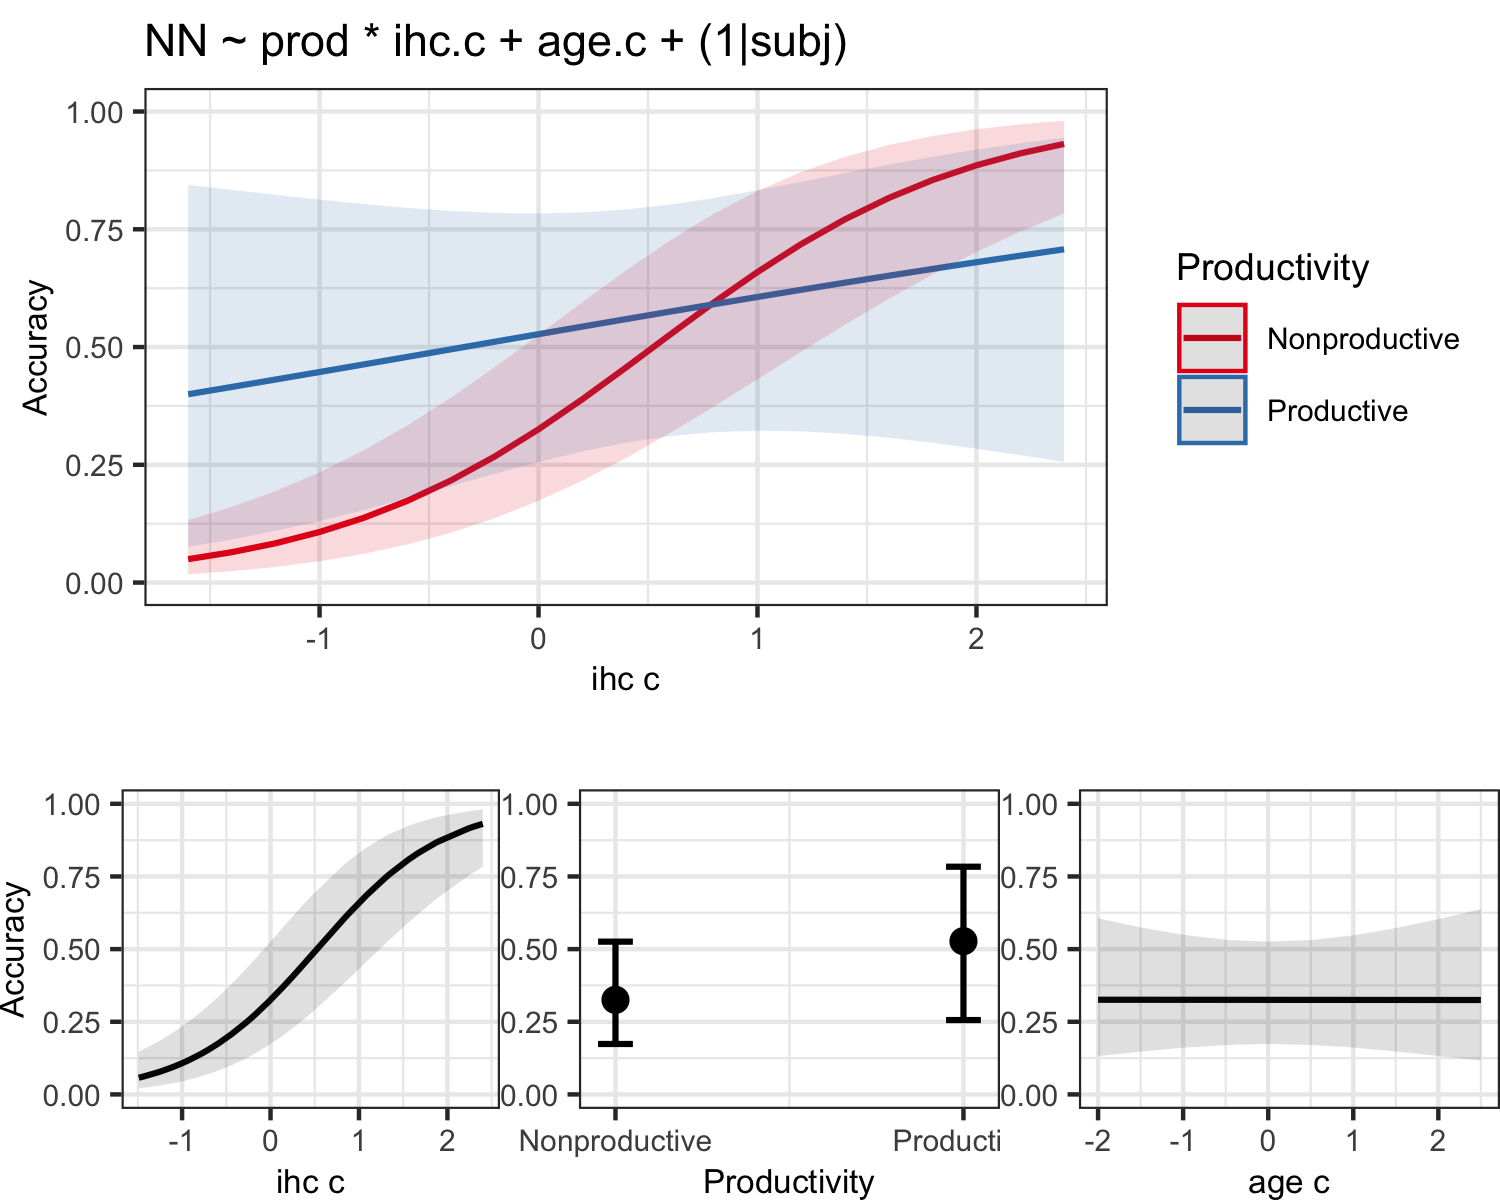 NN ~ prod * ihc.c + age.c + (1|subj)
1.00
0.75
0.50
0.25
0.00
Accuracy
-1 0 1 2
ihc c
Productivity
Nonproductive
Productive
1.00
0.75
0.50
0.25
0.00
Accuracy
-1 0 1 2
ihc c
1.00
0.75
0.50
0.25
0.00
Nonproductive Producti
Productivity
1.00
0.75
0.50
0.25
0.00
-2 -1 0 1 2
age c